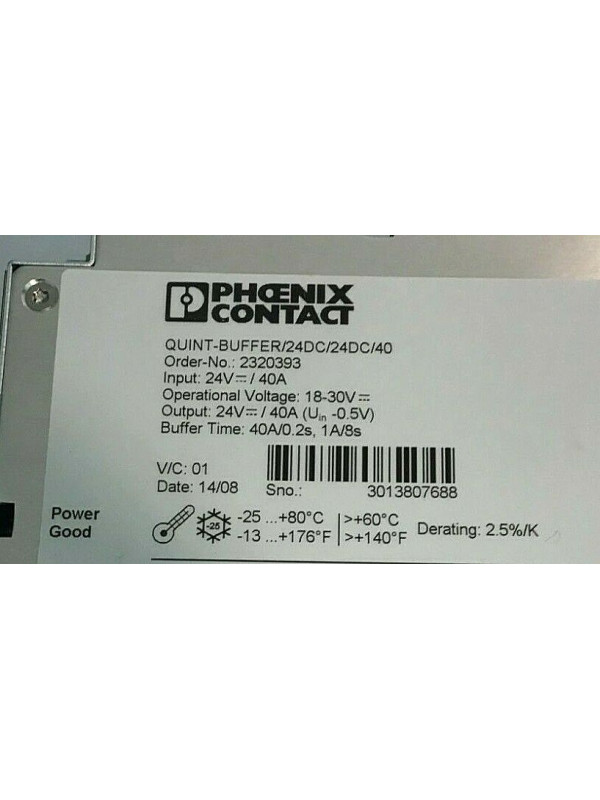 PHŒNIX
CONTACT
QUINT-BUFFER/24DC/24DC/40
Order-No.: 2320393
Input: 24V⎓ / 40A
Operational Voltage: 18-30V⎓
Output: 24V⎓ / 40A (Uin -0.5V)
Buffer Time: 40A/0.2s, 1A/8s
V/C: 01
Date: 14/08 Sno.: 3013807688
Power
Good
-25
-25 ...+80°C >+60°C
-13 ...+176°F >+140°F
Derating: 2.5%/K